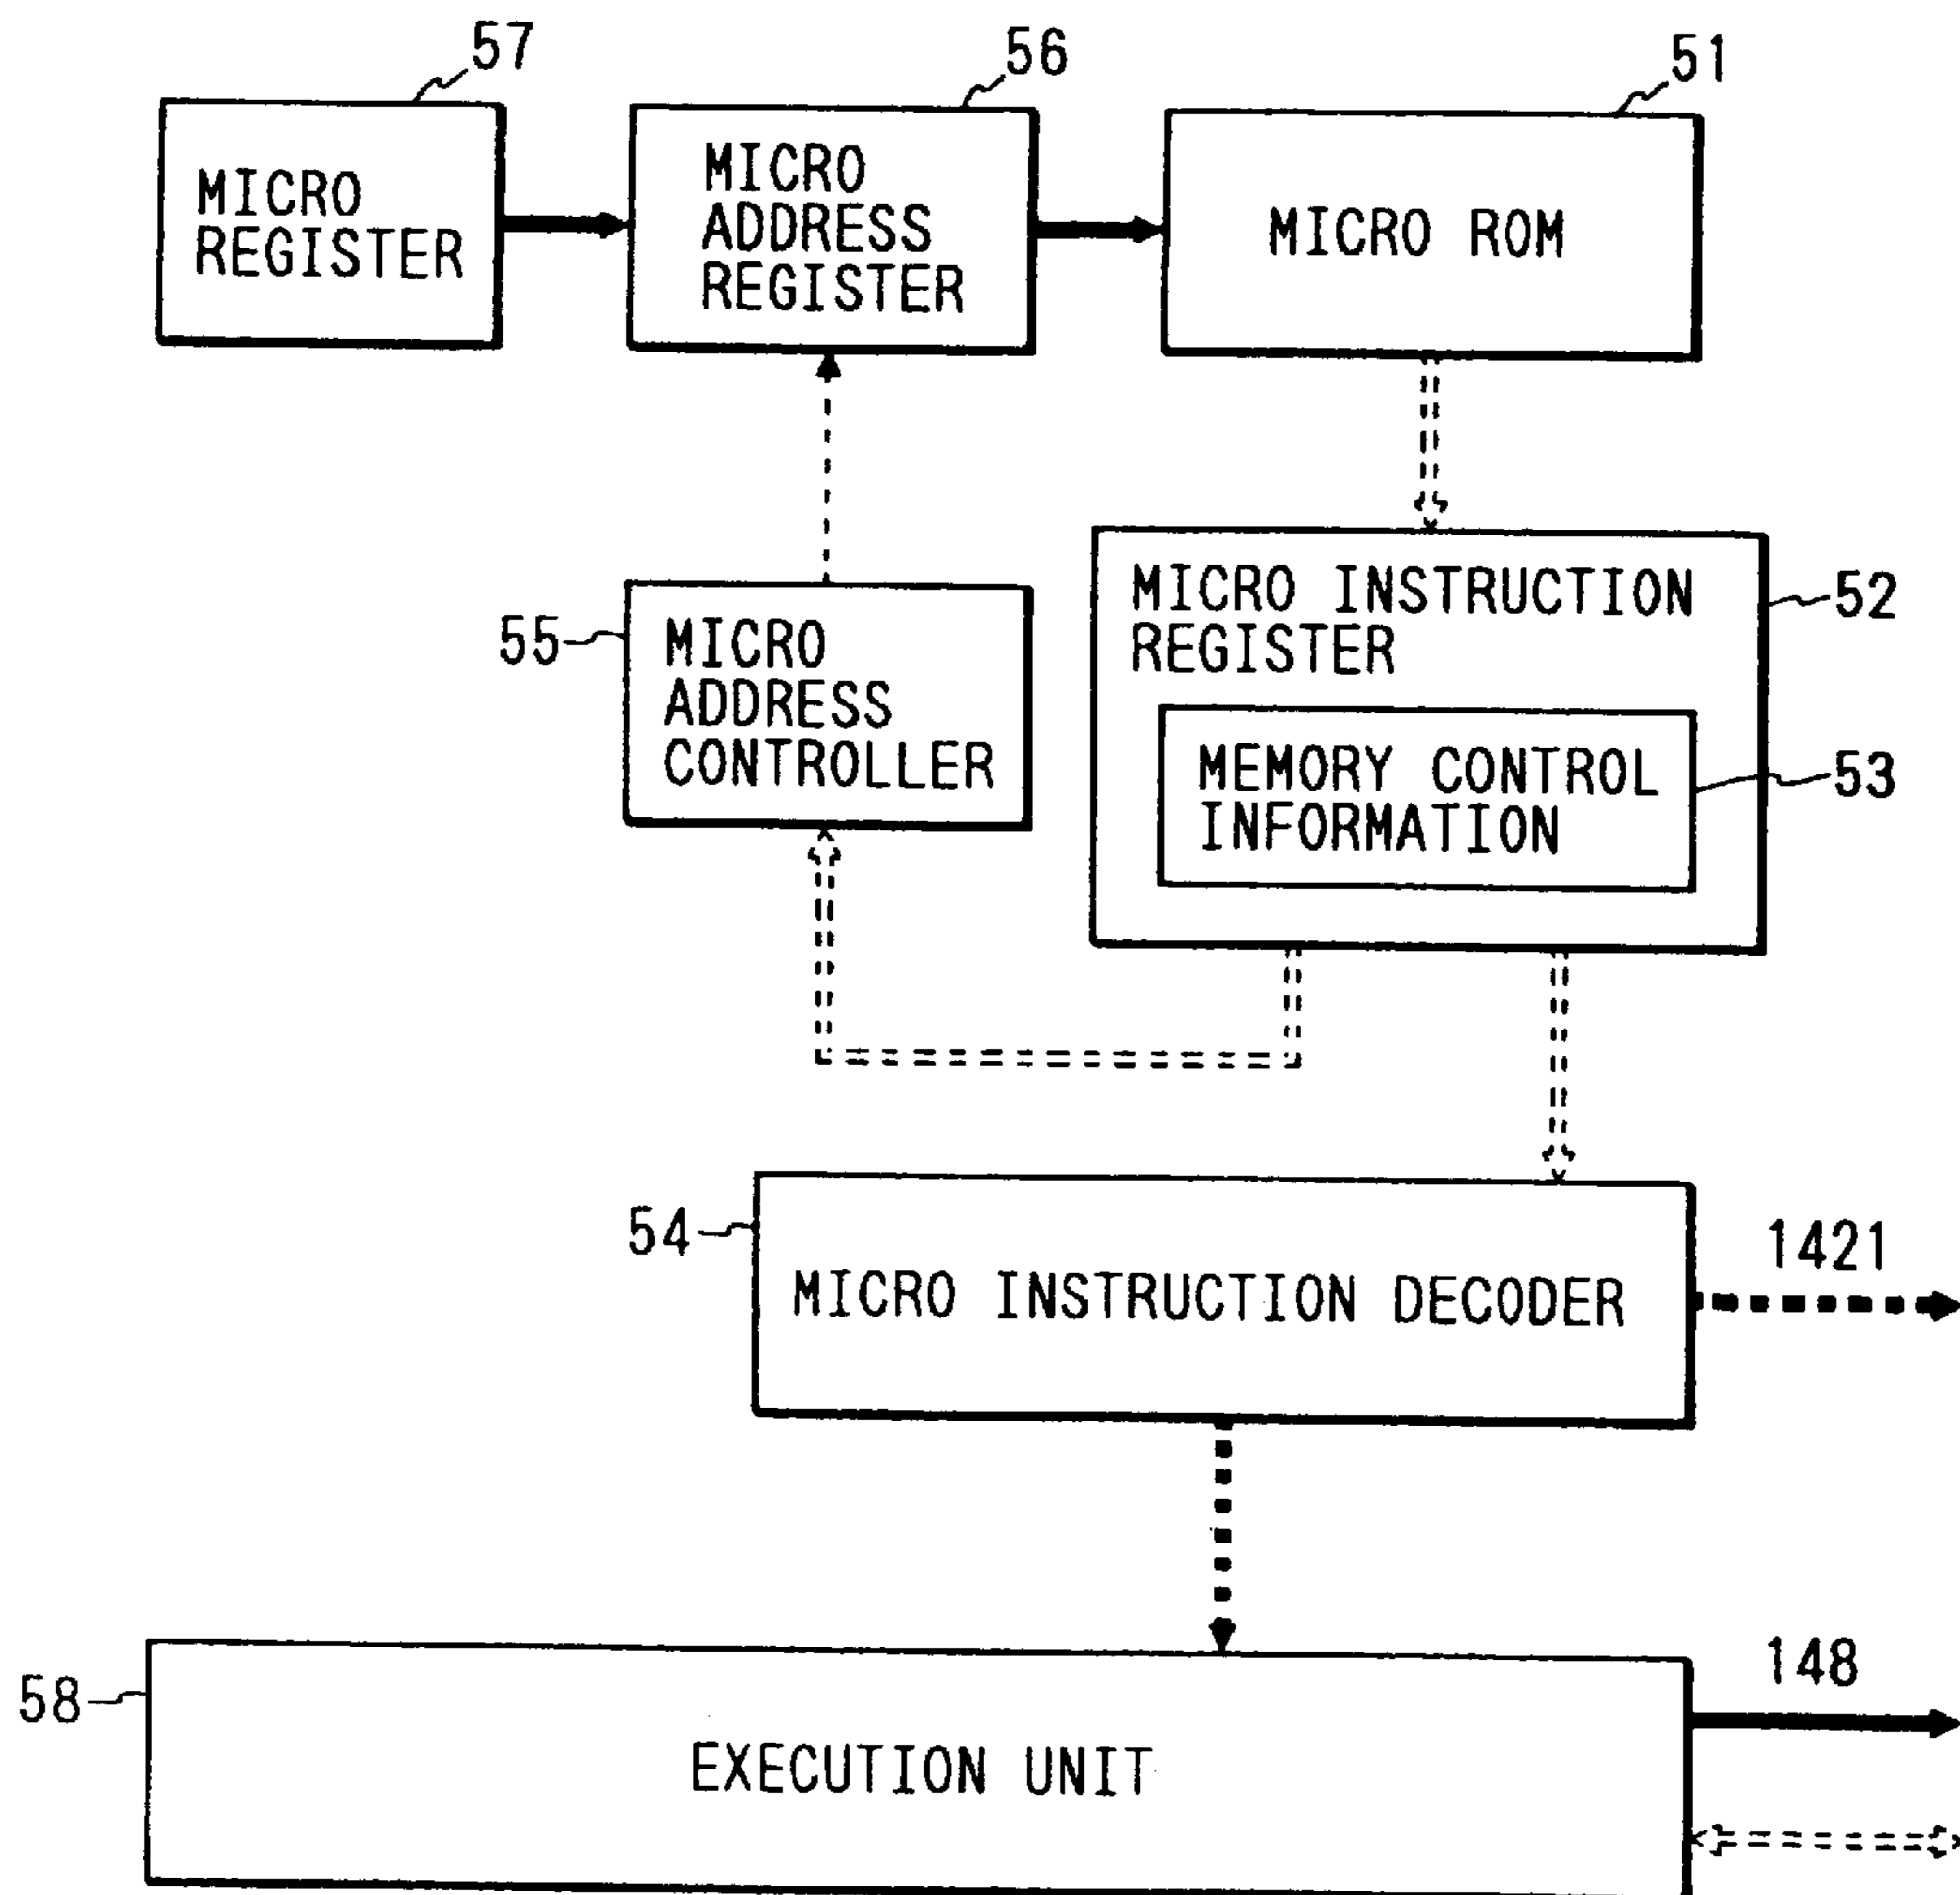 57
56
51
MICRO
REGISTER
MICRO
ADDRESS
REGISTER
MICRO ROM
52
MICRO INSTRUCTION
REGISTER
55
MICRO
ADDRESS
CONTROLLER
MEMORY CONTROL
INFORMATION
53
54
MICRO INSTRUCTION DECODER
1421
58
EXECUTION UNIT
148